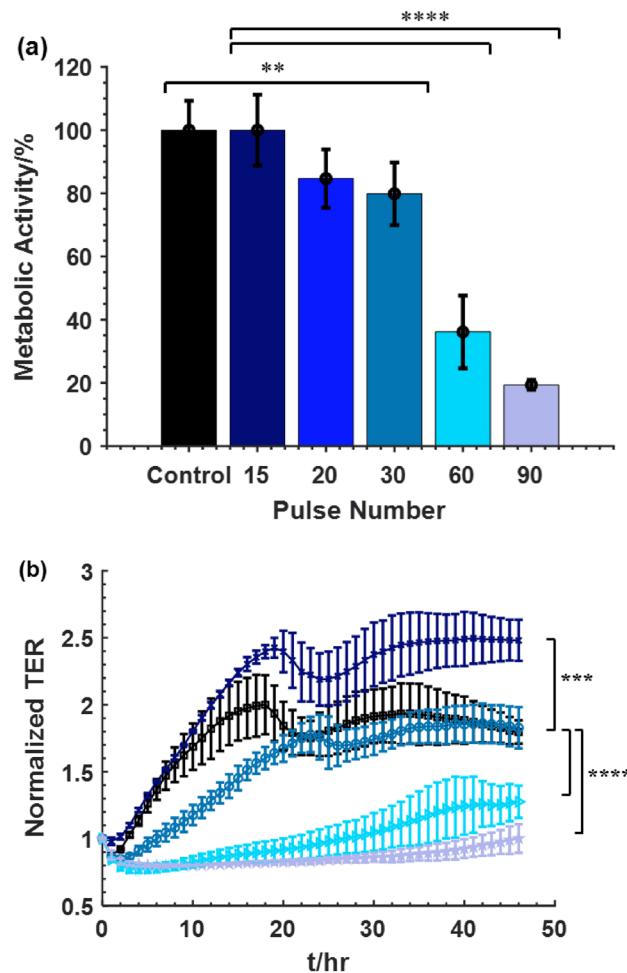 ****
(a)
**
120
100
80
60
40
20
0
Metabolic Activity/%
Control 15 20 30 60 90
Pulse Number
(b)
3
2.5
2
1.5
1
0.5
Normalized TER
***
****
0 10 20 30 40 50
t/hr